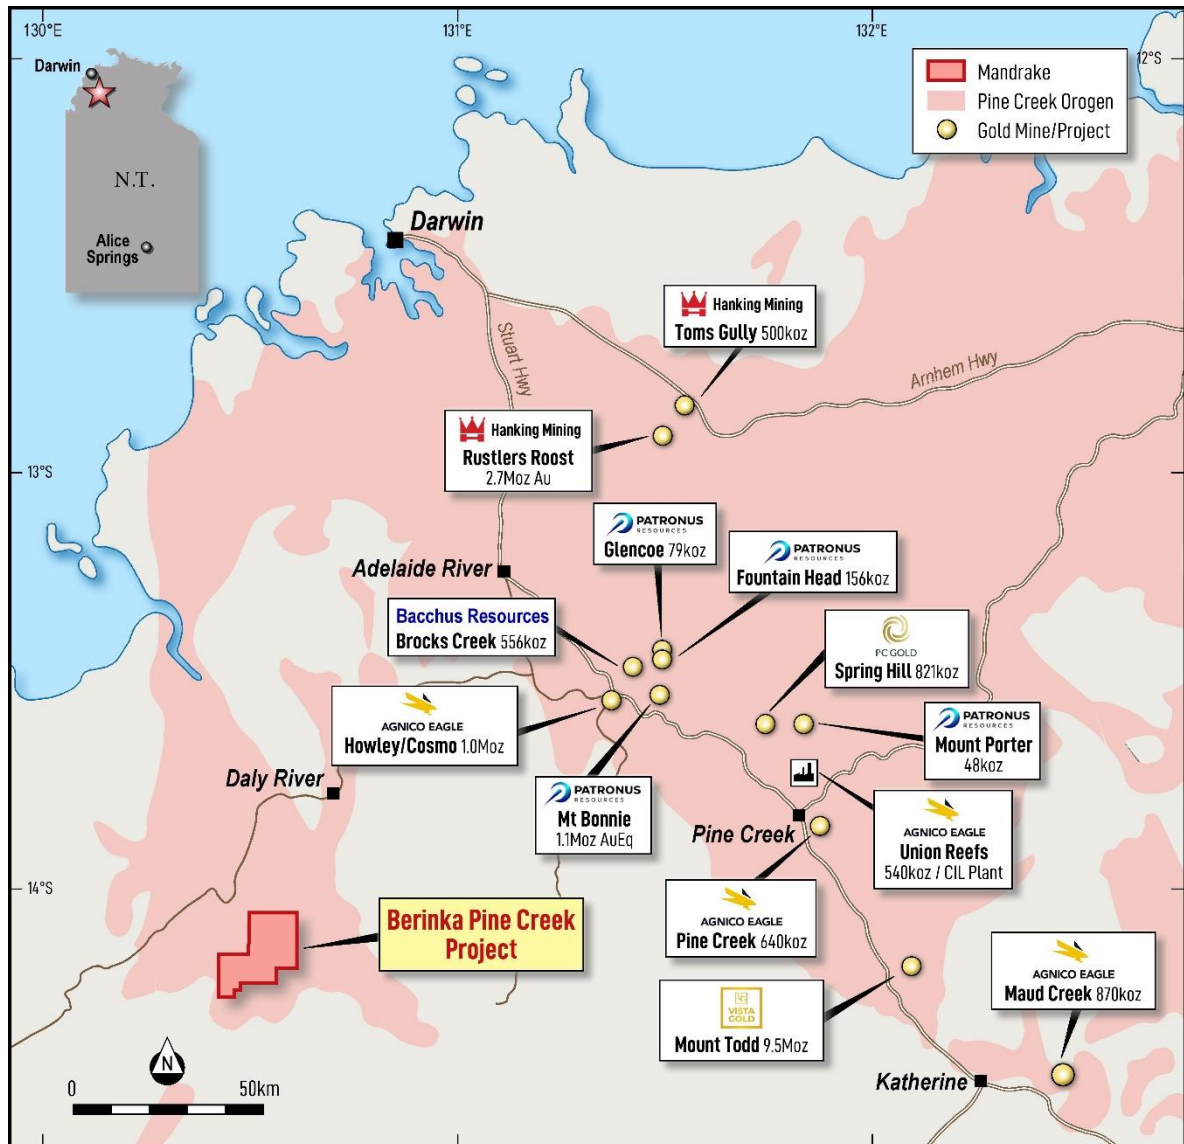 130°E
131°E
132°E
12°S
Darwin
N.T.
Alice
Springs
Mandrake
Pine Creek Orogen
Gold Mine/Project
Darwin
Hanking Mining
Toms Gully 500koz
Stuart Hwy
Arnhem Hwy
Hanking Mining
Rustlers Roost
2.7Moz Au
13°S
PATRONUS
RESOURCES
Glencoe 79koz
PATRONUS
RESOURCES
Fountain Head 156koz
Adelaide River
Bacchus Resources
Brocks Creek 556koz
PC GOLD
Spring Hill 821koz
AGNICO EAGLE
Howley/Cosmo 1.0Moz
PATRONUS
RESOURCES
Mount Porter
48koz
Daly River
PATRONUS
RESOURCES
Mt Bonnie
1.1Moz AuEq
Pine Creek
AGNICO EAGLE
Union Reefs
540koz / CIL Plant
14°S
Berinka Pine Creek
Project
AGNICO EAGLE
Pine Creek 640koz
AGNICO EAGLE
Maud Creek 870koz
VG
VISTA
GOLD
Mount Todd 9.5Moz
N
0 50km
Katherine